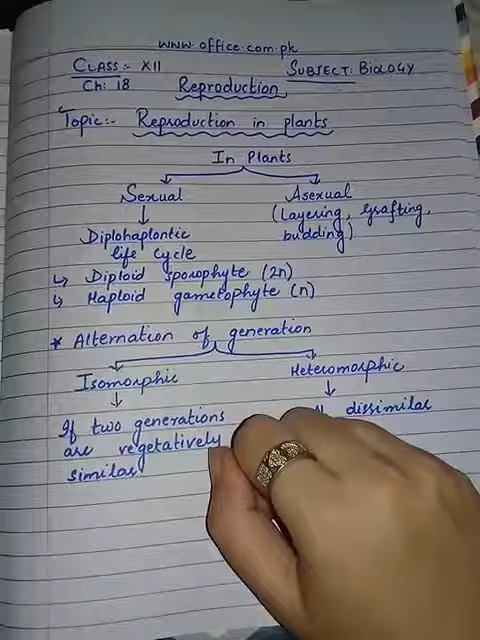 www.office.com.pk
CLASS:- XII
SUBJECT: BIOLOGY
Ch: 18
Reproduction
Topic:- Reproduction in plants
In Plants
Sexual
Asexual
(Layering, Grafting, budding)
Diplohaplontic
life cycle
↳ Diploid sporophyte (2n)
↳ Haploid gametophyte (n)
* Alternation of generation
Isomorphic
Heteromorphic
If two generations
are vegetatively
similar
dissimilar